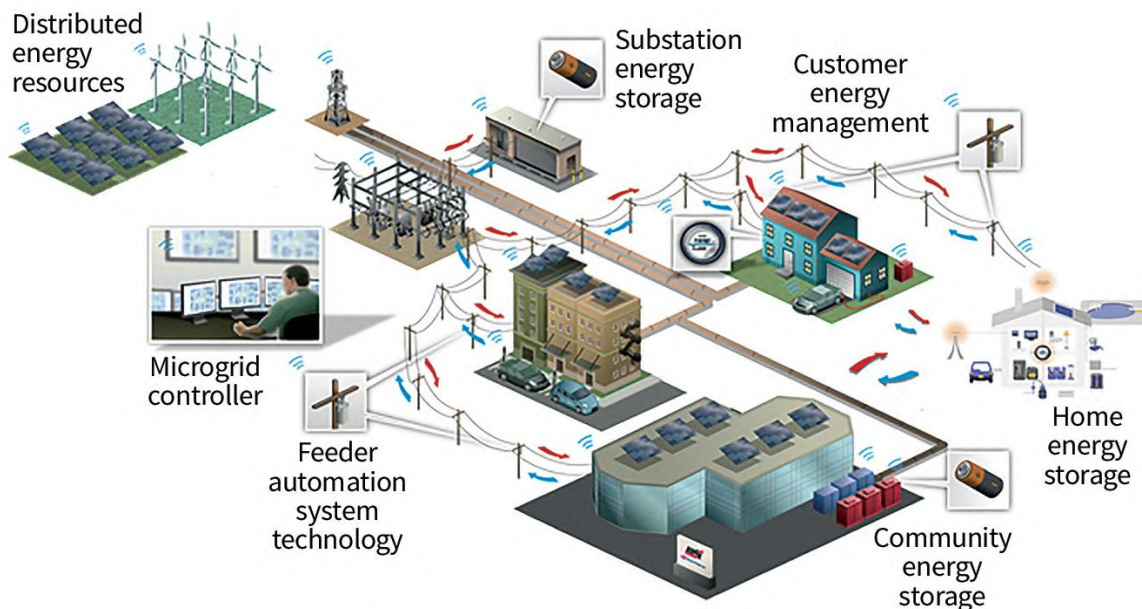 Distributed
energy
resources
Substation
energy
storage
Customer
energy
management
Microgrid
controller
Feeder
automation
system
technology
Home
energy
storage
Community
energy
storage